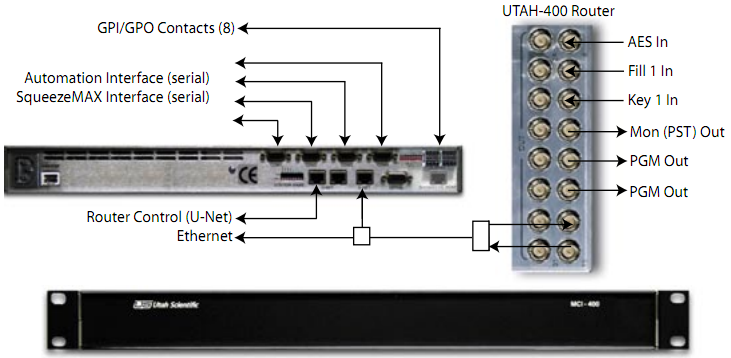 UTAH-400 Router
GPI/GPO Contacts (8)
AES In
Fill 1 In
Automation Interface (serial)
SqueezeMAX Interface (serial)
Key 1 In
Mon (PST) Out
PGM Out
CE
PGM Out
Router Control (U-Net)
Ethernet
Utah Scientific
MCI - 400